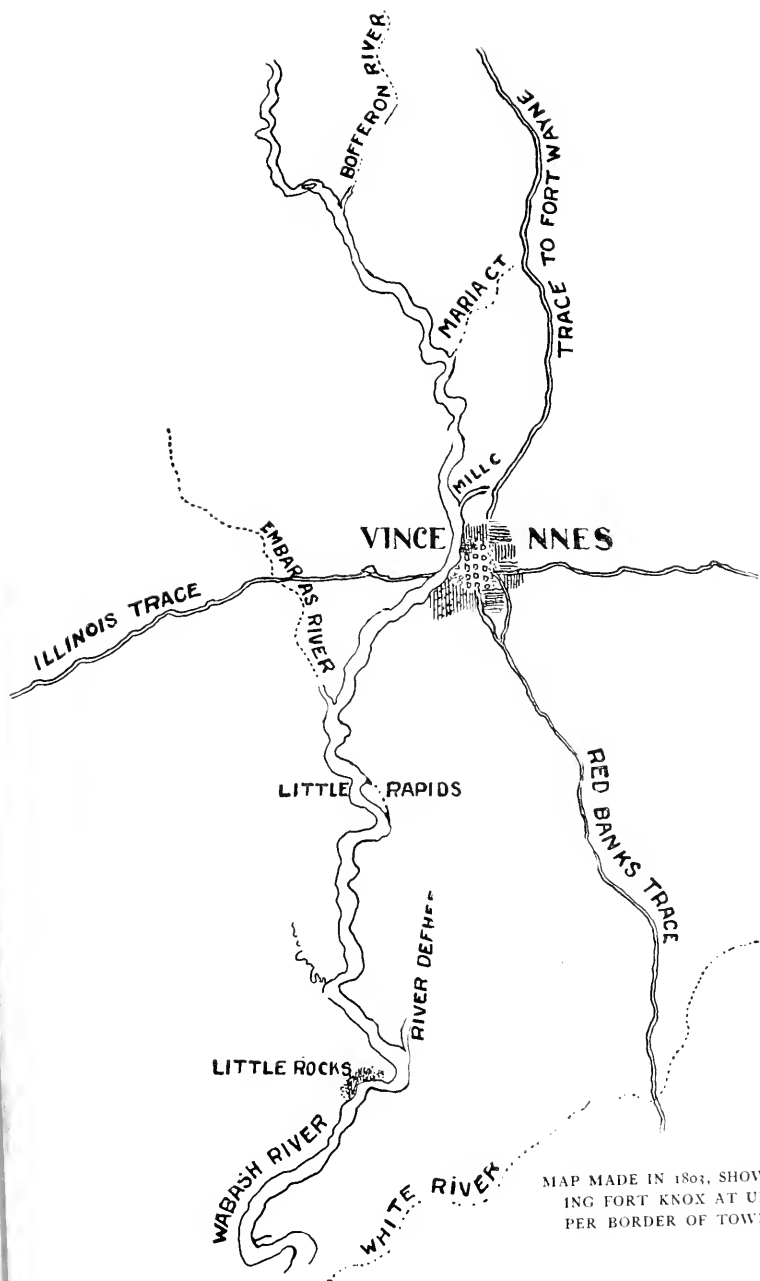 BOFFERON RIVER
TRACE TO FORT WAYNE
MARIA CT
MILL C
VINCE NNES
EMBARAS RIVER
ILLINOIS TRACE
LITTLE RAPIDS
RED BANKS TRACE
RIVER DEFHEE
LITTLE ROCKS
WABASH RIVER
WHITE RIVER
MAP MADE IN 1803, SHOW
ING FORT KNOX AT U
PER BORDER OF TOW